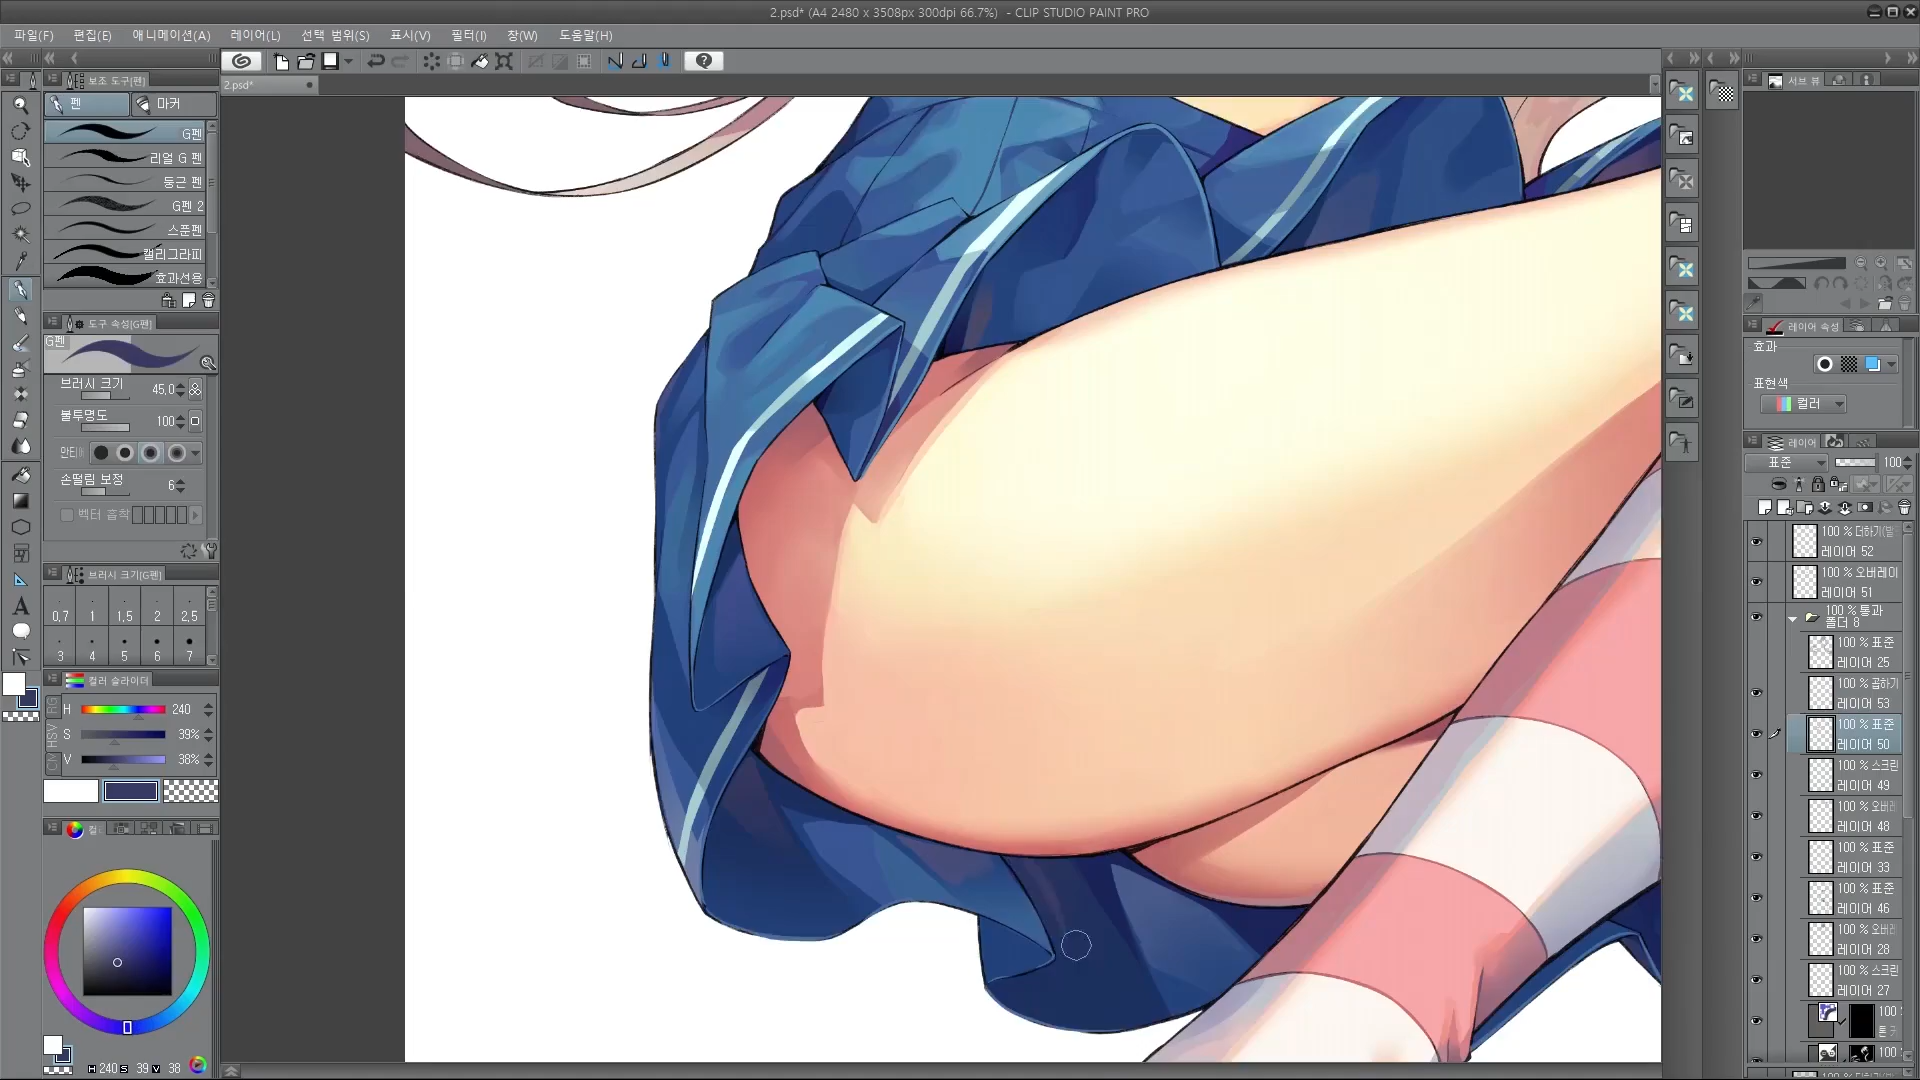 2.psd* (A4 2480 x 3508px 300dpi 66.7%) - CLIP STUDIO PAINT PRO
파일(F) 편집(E) 애니메이션(A) 레이어(L) 선택 범위(S) 표시(V) 필터(I) 창(W) 도움말(H)
2.psd*
보조 도구[펜]
펜 마커
G펜
리얼 G 펜
둥근 펜
G펜 2
스푼펜
캘리그라피
효과선용
도구 속성[G펜]
G펜
브러시 크기 45.0
불투명도 100
안티
손떨림 보정 6
벡터 흡착
브러시 크기[G펜]
0.7 1 1.5 2 2.5
3 4 5 6 7
컬러 슬라이더
H 240
S 39%
V 38%
H 240 S 39 V 38
서브 뷰
레이어 속성
효과
표현색
컬러
레이어
표준 100
100 % 더하기(발
레이어 52
100 % 오버레이
레이어 51
100 % 통과
폴더 8
100 % 표준
레이어 25
100 % 곱하기
레이어 53
100 % 표준
레이어 50
100 % 스크린
레이어 49
100 % 오버레
레이어 48
100 % 표준
레이어 33
100 % 표준
레이어 46
100 % 오버레
레이어 28
100 % 스크린
레이어 27
100
톤
100